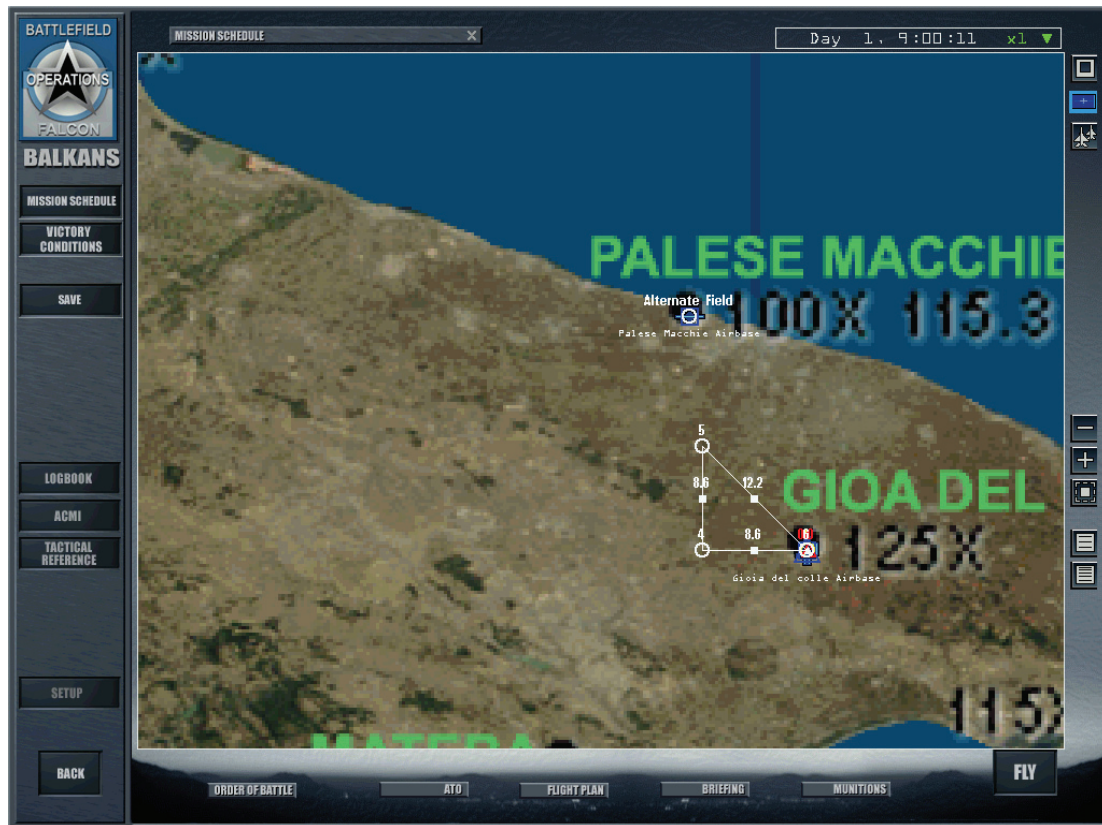 BATTLEFIELD
OPERATIONS
FALCON
BALKANS
MISSION SCHEDULE
Day 1, 9:00:11 x1
MISSION SCHEDULE
VICTORY
CONDITIONS
SAVE
LOGBOOK
ACMI
TACTICAL
REFERENCE
SETUP
BACK
PALESE MACCHIE
Alternate Field
100X 115.3
Palese Macchie Airbase
5
8.6
12.2
GIOA DEL
4
8.6
6
125X
Gioia del colle Airbase
115X
MATERA
ORDER OF BATTLE
ATO
FLIGHT PLAN
BRIEFING
MUNITIONS
FLY